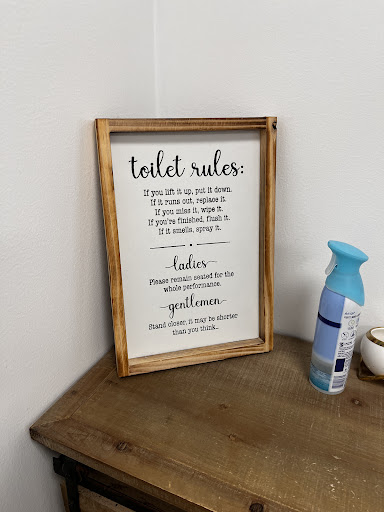 toilet rules:
If you lift it up, put it down.
If it runs out, replace it.
If you miss it, wipe it.
If you're finished, flush it.
If it smells, spray it.
ladies
Please remain seated for the
whole performance.
gentlemen
Stand closer, it may be shorter
than you think...